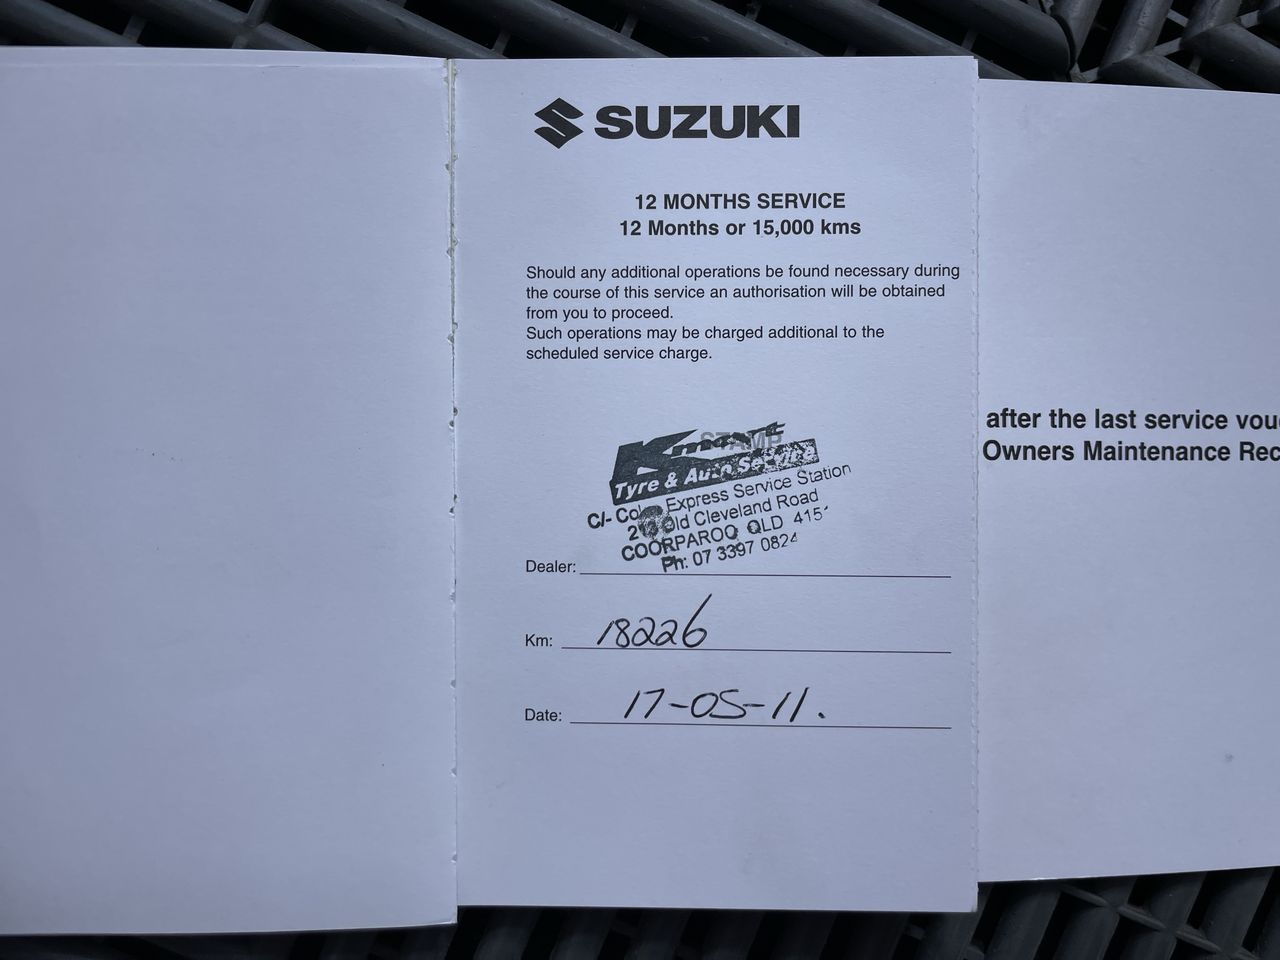 SUZUKI
12 MONTHS SERVICE
12 Months or 15,000 kms
Should any additional operations be found necessary during
the course of this service an authorisation will be obtained
from you to proceed.
Such operations may be charged additional to the
scheduled service charge.
STAMP
Kmart
Tyre & Auto Service
C/- Express Service Station
Old Cleveland Road
COORPAROO QLD
Ph: 07 3397 0824
Dealer:
Km: 18226
Date: 17-05-11.
after the last service
Owners Maintenance